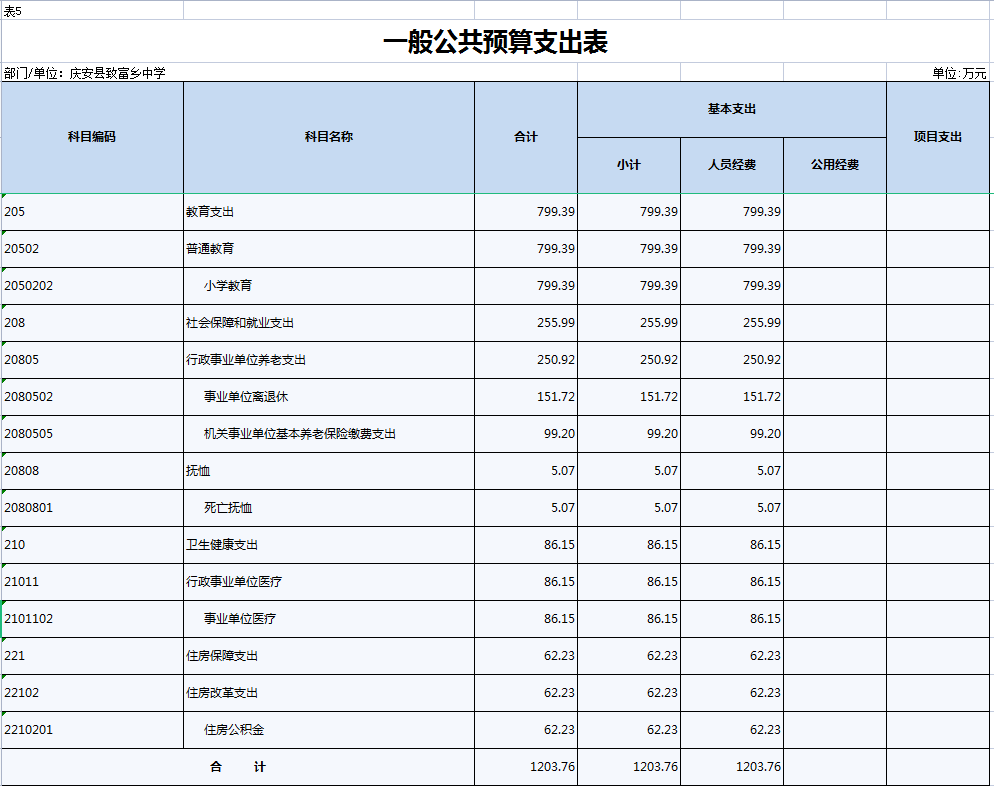 表5
一般公共预算支出表
部门/单位：庆安县致富乡中学 单位:万元
科目编码 科目名称 合计 基本支出 项目支出
小计 人员经费 公用经费
205 教育支出 799.39 799.39 799.39
20502 普通教育 799.39 799.39 799.39
2050202 小学教育 799.39 799.39 799.39
208 社会保障和就业支出 255.99 255.99 255.99
20805 行政事业单位养老支出 250.92 250.92 250.92
2080502 事业单位离退休 151.72 151.72 151.72
2080505 机关事业单位基本养老保险缴费支出 99.20 99.20 99.20
20808 抚恤 5.07 5.07 5.07
2080801 死亡抚恤 5.07 5.07 5.07
210 卫生健康支出 86.15 86.15 86.15
21011 行政事业单位医疗 86.15 86.15 86.15
2101102 事业单位医疗 86.15 86.15 86.15
221 住房保障支出 62.23 62.23 62.23
22102 住房改革支出 62.23 62.23 62.23
2210201 住房公积金 62.23 62.23 62.23
合 计 1203.76 1203.76 1203.76